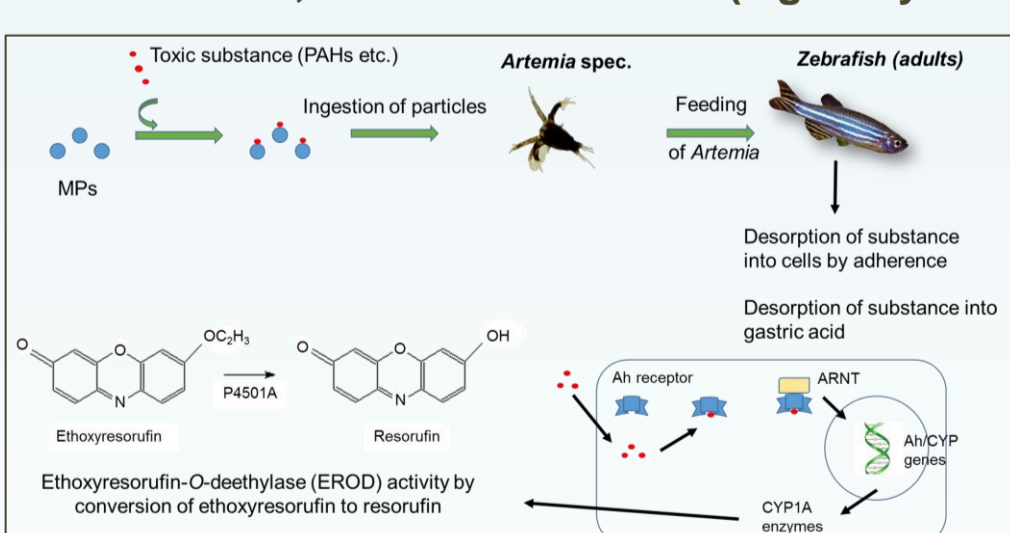 Toxic substance (PAHs etc.)
Artemia spec.
Zebrafish (adults)
Ingestion of particles
Feeding
of Artemia
MPs
Desorption of substance
into cells by adherence
Desorption of substance into
gastric acid
O
O
N
OC2H5
P4501A
O
O
N
OH
Ethoxyresorufin
Resorufin
Ethoxyresorufin-O-deethylase (EROD) activity by
conversion of ethoxyresorufin to resorufin
Ah receptor
ARNT
Ah/CYP
genes
CYP1A
enzymes